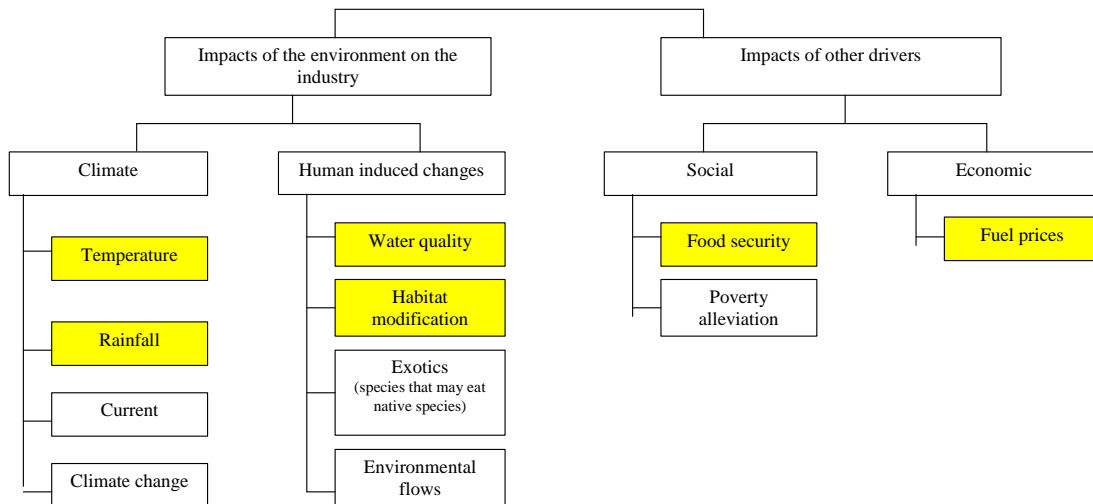 Impacts of the environment on the
industry
Impacts of other drivers
Climate
Human induced changes
Social
Economic
Temperature
Rainfall
Current
Climate change
Water quality
Habitat
modification
Exotics
(species that may eat
native species)
Environmental
flows
Food security
Poverty
alleviation
Fuel prices